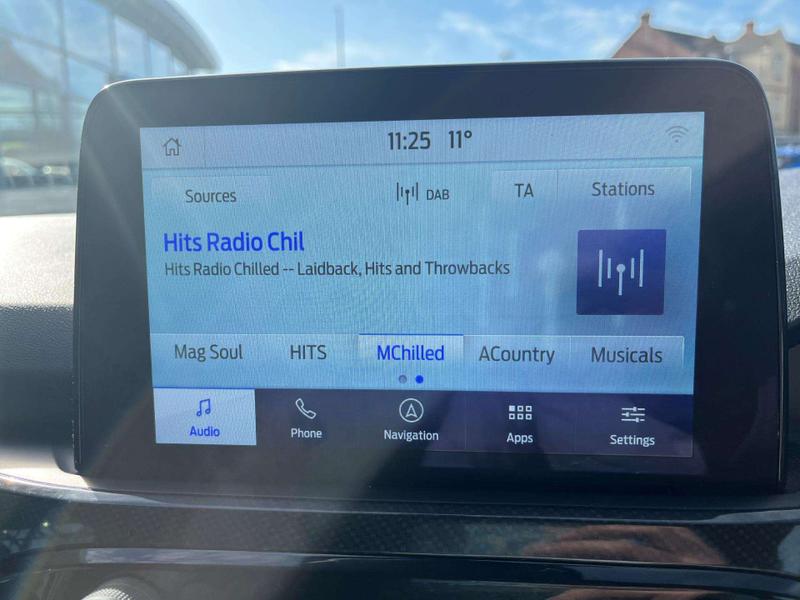 11:25 11°
Sources DAB TA Stations
Hits Radio Chil
Hits Radio Chilled -- Laidback, Hits and Throwbacks
Mag Soul HITS MChilled ACountry Musicals
Audio Phone Navigation Apps Settings